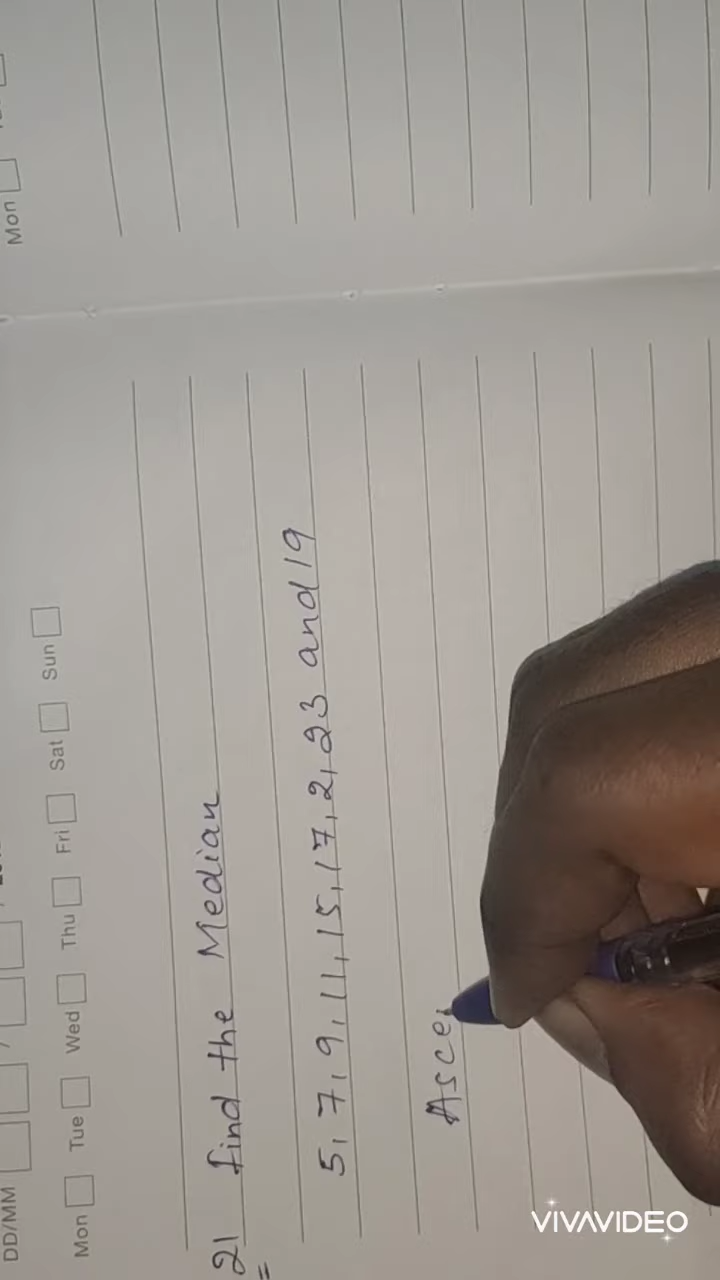 Mon
DD/MM / /
Mon Tue Wed Thu Fri Sat Sun
21 find the Median
5, 7, 9, 11, 15, 17, 2, 23 and 19
Asce
VIVAVIDEO